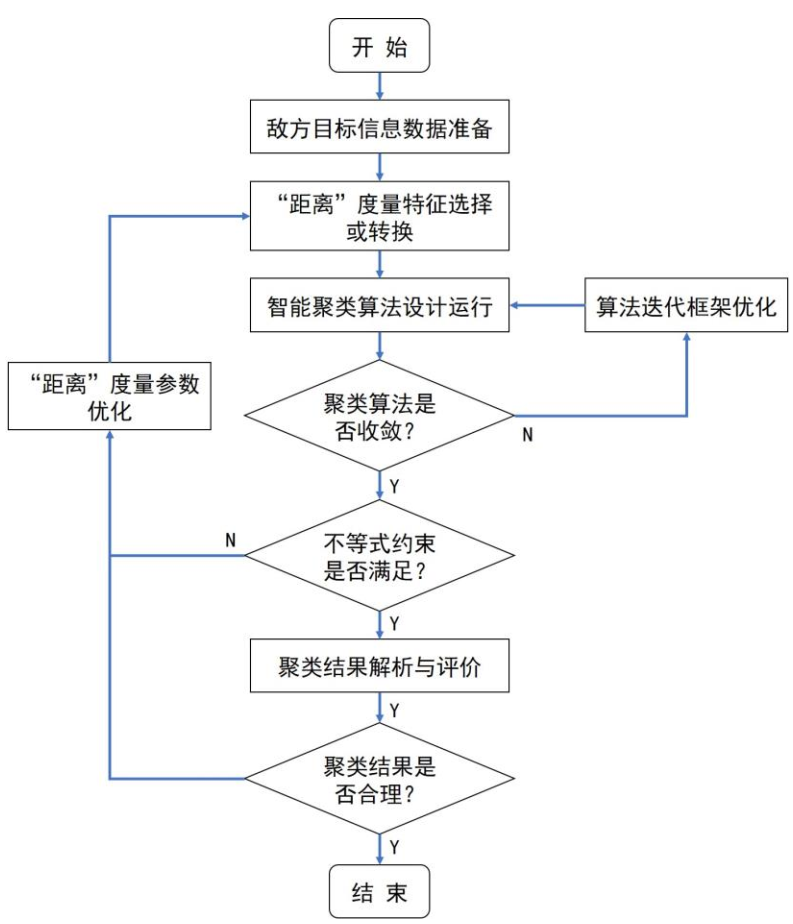 开 始
敌方目标信息数据准备
“距离”度量特征选择
或转换
智能聚类算法设计运行
算法迭代框架优化
“距离”度量参数
优化
聚类算法是
否收敛？
N
Y
不等式约束
是否满足？
N
Y
聚类结果解析与评价
Y
聚类结果是
否合理？
Y
结 束